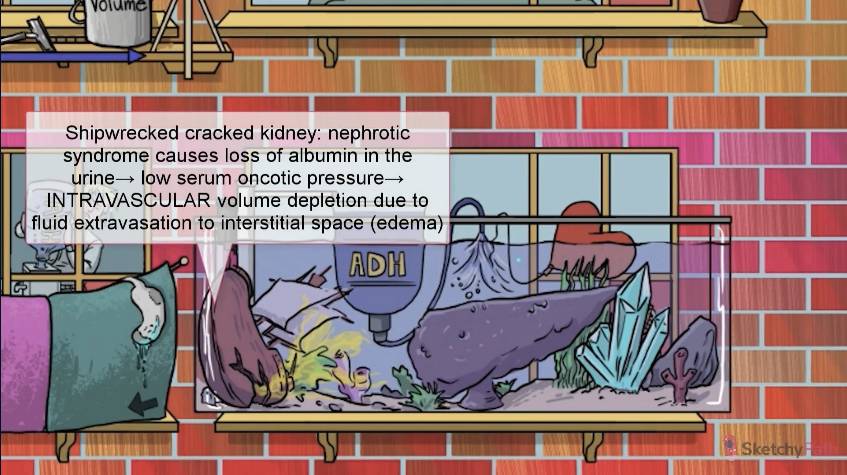 Volume
Shipwrecked cracked kidney: nephrotic
syndrome causes loss of albumin in the
urine→ low serum oncotic pressure→
INTRAVASCULAR volume depletion due to
fluid extravasation to interstitial space (edema)
ADH
SketchyPath